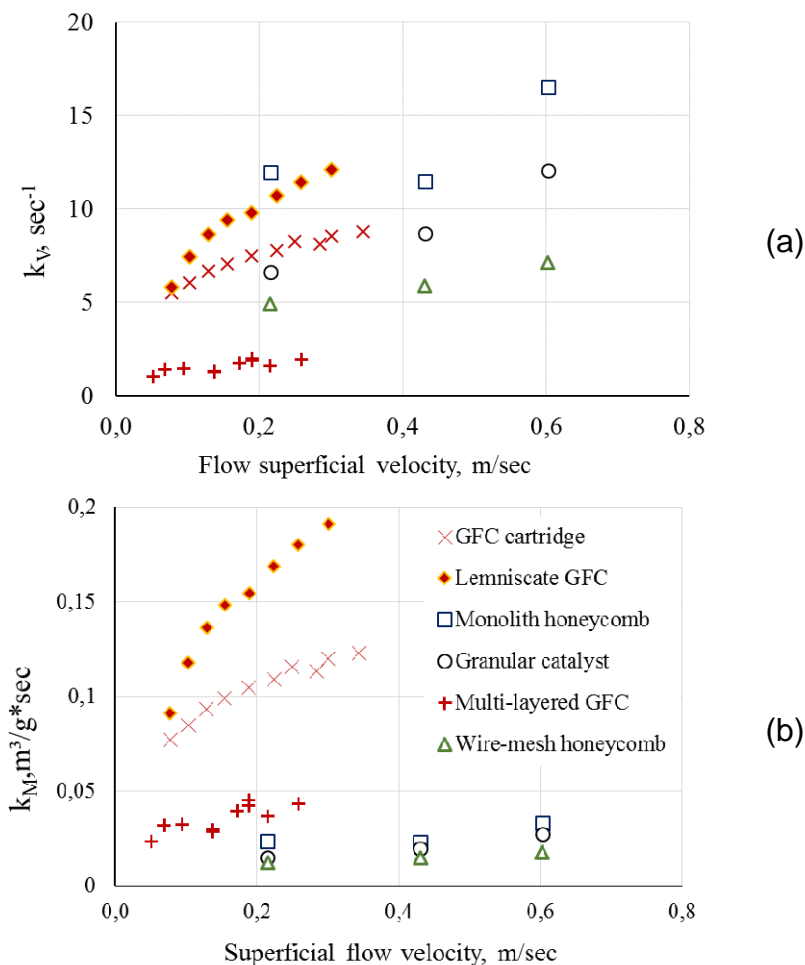 20
15
10
5
0
k_V, sec⁻¹
0,0 0,2 0,4 0,6 0,8
Flow superficial velocity, m/sec
(a)
0,2
0,15
0,1
0,05
0
k_M,m³/g*sec
GFC cartridge
Lemniscate GFC
Monolith honeycomb
Granular catalyst
Multi-layered GFC
Wire-mesh honeycomb
0,0 0,2 0,4 0,6 0,8
Superficial flow velocity, m/sec
(b)